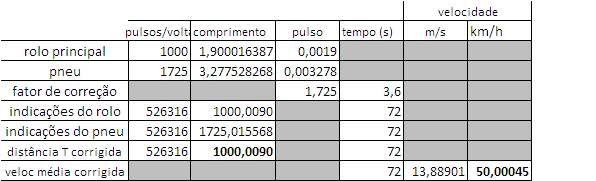 velocidade
pulsos/volta comprimento pulso tempo (s) m/s km/h
rolo principal 1000 1,900016387 0,0019
pneu 1725 3,277528268 0,003278
fator de correção 1,725 3,6
indicações do rolo 526316 1000,0090 72
indicações do pneu 526316 1725,015568 72
distância T corrigida 526316 1000,0090 72
veloc média corrigida 72 13,88901 50,00045